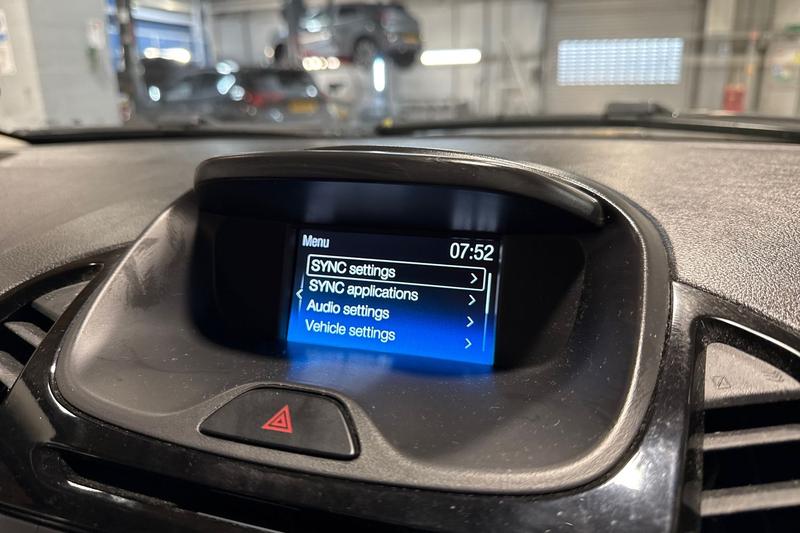 Menu
07:52
SYNC settings
SYNC applications
Audio settings
Vehicle settings